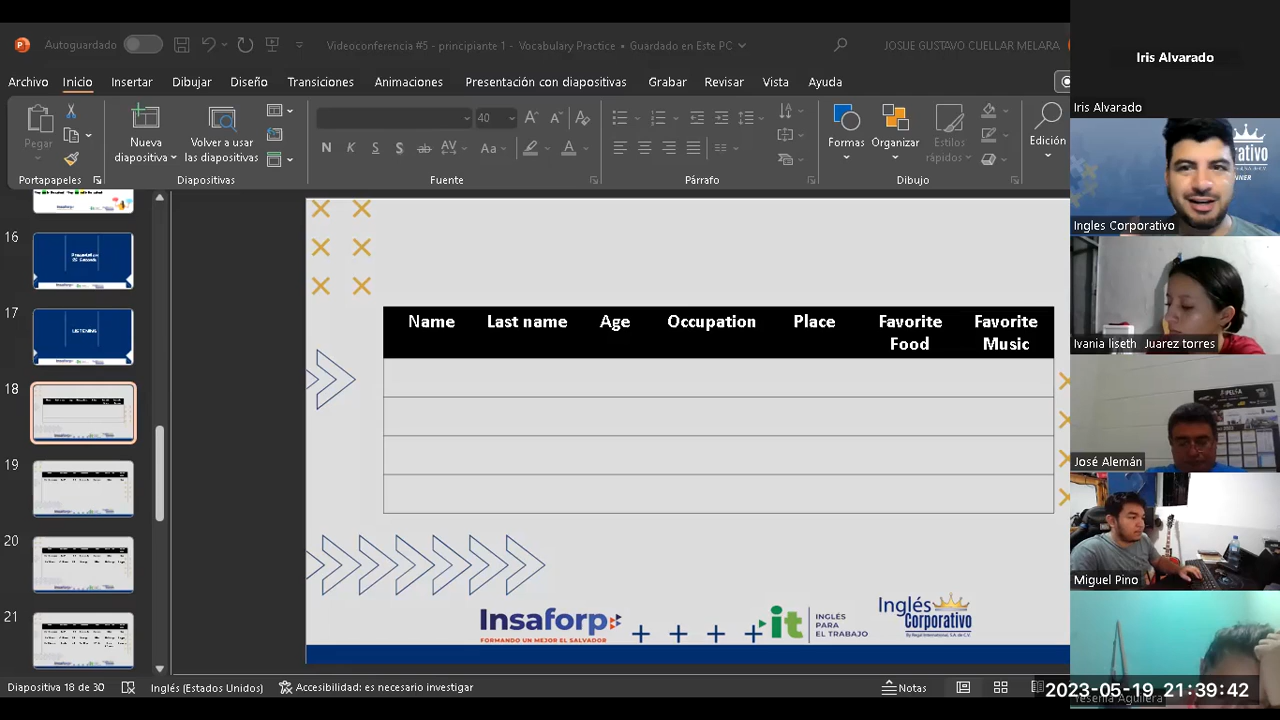 Autoguardado
Videoconferencia #5 - principiante 1 - Vocabulary Practice • Guardado en Este PC
JOSUE GUSTAVO CUELLAR MELARA
Archivo Inicio Insertar Dibujar Diseño Transiciones Animaciones Presentación con diapositivas Grabar Revisar Vista Ayuda
40
Pegar
Nueva diapositiva
Volver a usar las diapositivas
Formas
Organizar
Estilos rápidos
Edición
Portapapeles Diapositivas Fuente Párrafo Dibujo
16
17
LISTENING
18
19
20
21
Name Last name Age Occupation Place Favorite Food Favorite Music
Insaforp
FORMANDO UN MEJOR EL SALVADOR
it
INGLÉS
PARA
EL TRABAJO
Inglés
Corporativo
Diapositiva 18 de 30
Inglés (Estados Unidos)
Accesibilidad: es necesario investigar
Notas
Iris Alvarado
Iris Alvarado
Ingles Corporativo
Ivania liseth Juarez torres
José Alemán
Miguel Pino
Yesenia Aguilera
2023-05-19 21:39:42